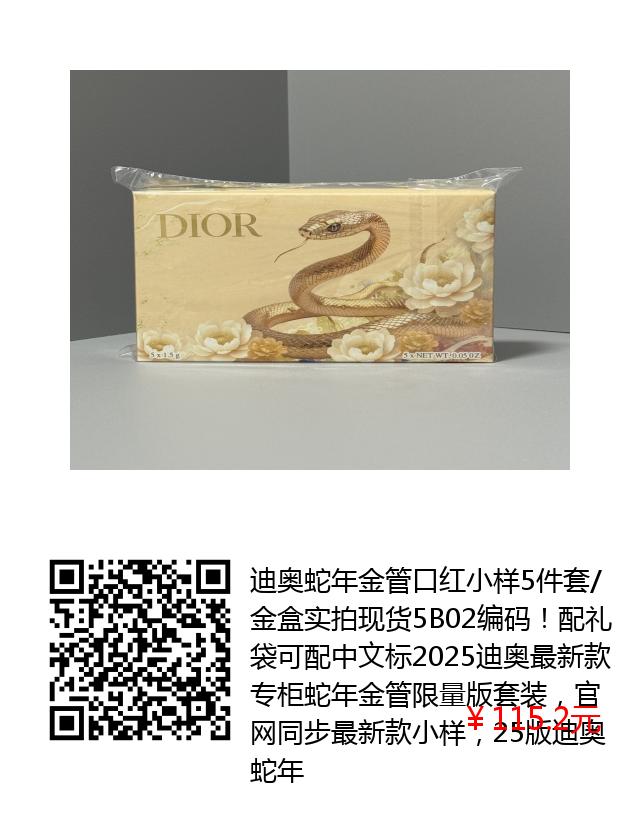 DIOR
5 x 1.5 g
5 x NET WT. 0.05 OZ
迪奥蛇年金管口红小样5件套/
金盒实拍现货5B02编码！配礼
袋可配中文标2025迪奥最新款
专柜蛇年金管限量版套装，官
网同步最新款小样，25版迪奥
¥115.2元
蛇年